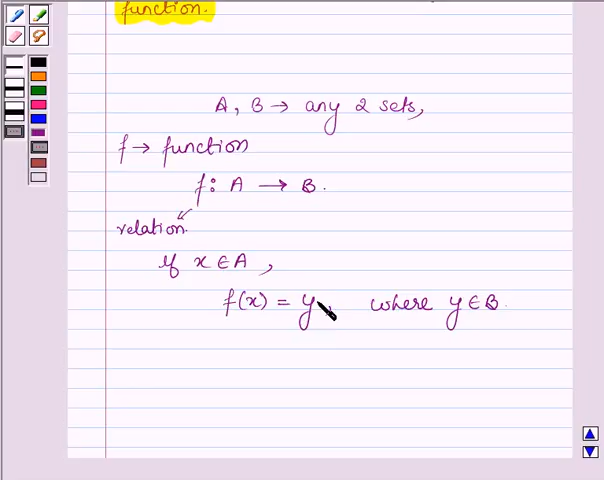 function.
A, B → any 2 sets,
f → function
f: A → B.
relation
If x ∈ A ,
f(x) = y , where y ∈ B.